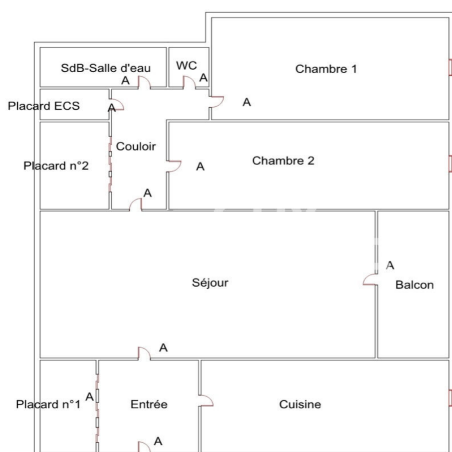 SdB-Salle d'eau
WC
A
A
Chambre 1
Placard ECS
A
A
Couloir
Placard n°2
A
Chambre 2
A
A
Séjour
Balcon
A
Placard n°1
A
Entrée
Cuisine
A